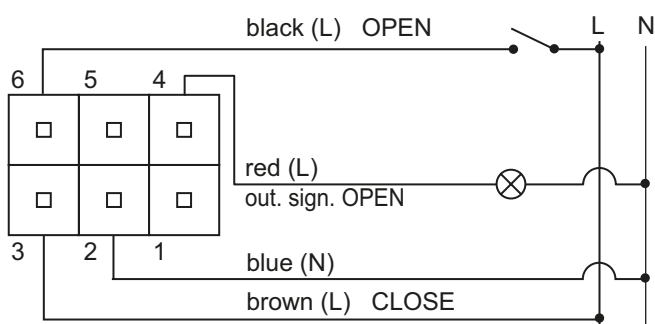 black (L) OPEN L N
6 5 4
red (L)
out. sign. OPEN
3 2 1
blue (N)
brown (L) CLOSE